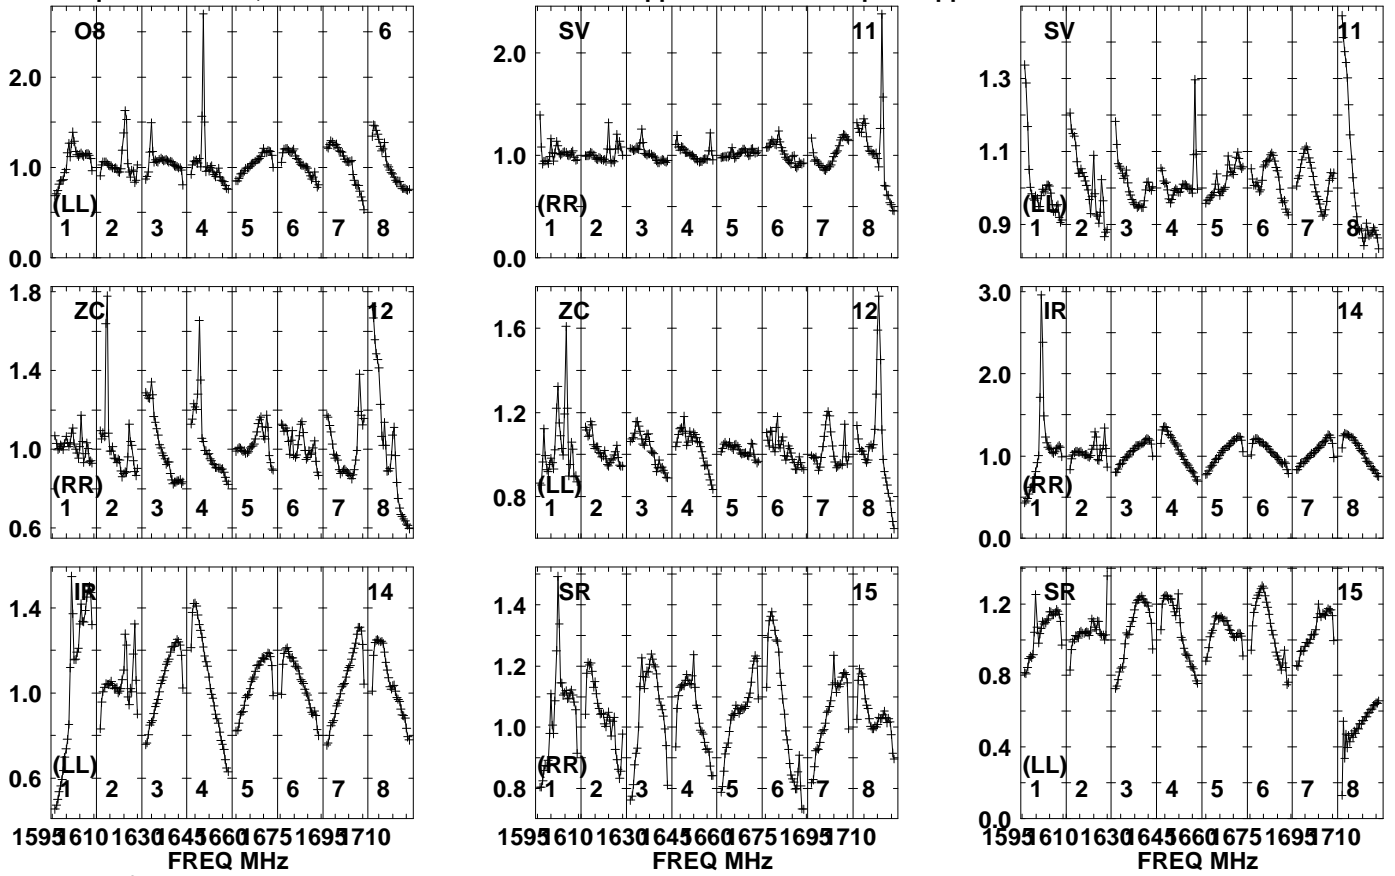 O8 6
2.0
1.0
0.0
(LL)
1 2 3 4 5 6 7 8
SV 11
2.0
1.0
0.0
(RR)
1 2 3 4 5 6 7 8
SV 11
1.3
1.1
0.9
(LL)
1 2 3 4 5 6 7 8
ZC 12
1.8
1.4
1.0
0.6
(RR)
1 2 3 4 5 6 7 8
ZC 12
1.6
1.2
0.8
(LL)
1 2 3 4 5 6 7 8
IR 14
3.0
2.0
1.0
0.0
(RR)
1 2 3 4 5 6 7 8
IR 14
1.4
1.0
0.6
(LL)
1 2 3 4 5 6 7 8
1595 1610 1630 1645 1660 1675 1695 1710
FREQ MHz
SR 15
1.4
1.2
1.0
0.8
(RR)
1 2 3 4 5 6 7 8
1595 1610 1630 1645 1660 1675 1695 1710
FREQ MHz
SR 15
1.2
0.8
0.4
0.0
(LL)
1 2 3 4 5 6 7 8
1595 1610 1630 1645 1660 1675 1695 1710
FREQ MHz